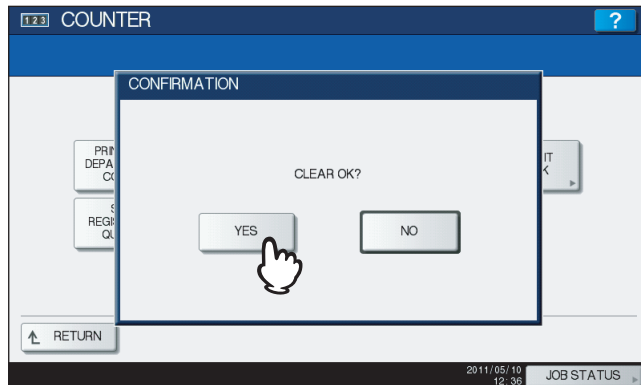 123 COUNTER
?
CONFIRMATION
CLEAR OK?
YES
NO
RETURN
2011/05/10
12:36
JOB STATUS